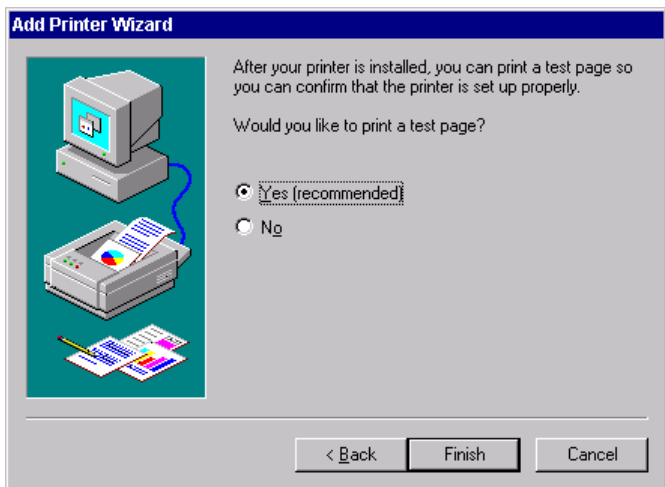 Add Printer Wizard
After your printer is installed, you can print a test page so
you can confirm that the printer is set up properly.
Would you like to print a test page?
Yes (recommended)
No
< Back
Finish
Cancel